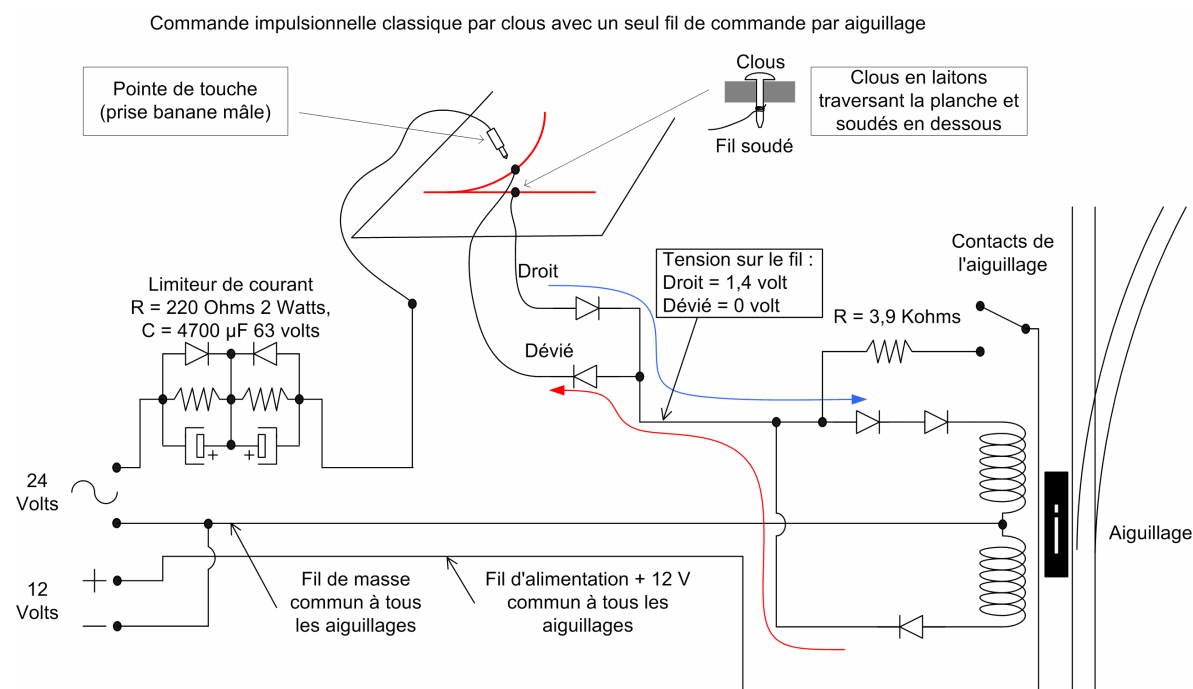 Commande impulsionnelle classique par clous avec un seul fil de commande par aiguillage
Pointe de touche
(prise banane mâle)
Clous
Fil soudé
Clous en laitons
traversant la planche et
soudés en dessous
Limiteur de courant
R = 220 Ohms 2 Watts,
C = 4700 µF 63 volts
+
+
Droit
Dévié
Tension sur le fil :
Droit = 1,4 volt
Dévié = 0 volt
Contacts de
l'aiguillage
R = 3,9 Kohms
24
Volts
12
Volts
+
–
Fil de masse
commun à tous
les aiguillages
Fil d'alimentation + 12 V
commun à tous les
aiguillages
i
Aiguillage